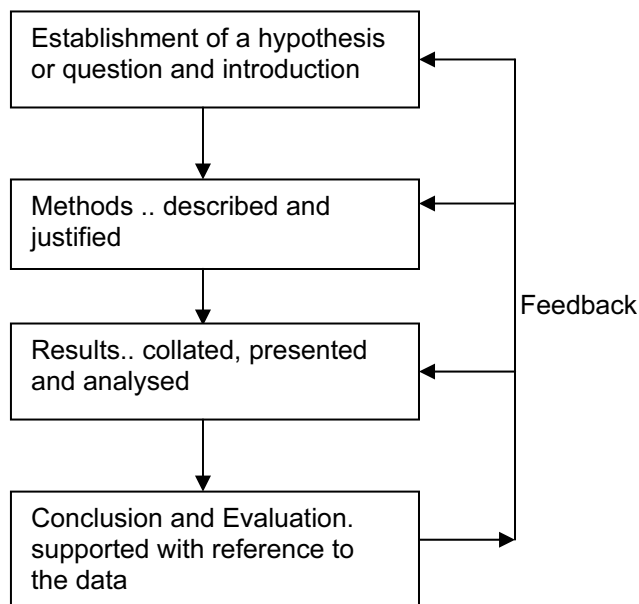 Establishment of a hypothesis
or question and introduction
Methods .. described and
justified
Feedback
Results.. collated, presented
and analysed
Conclusion and Evaluation.
supported with reference to
the data